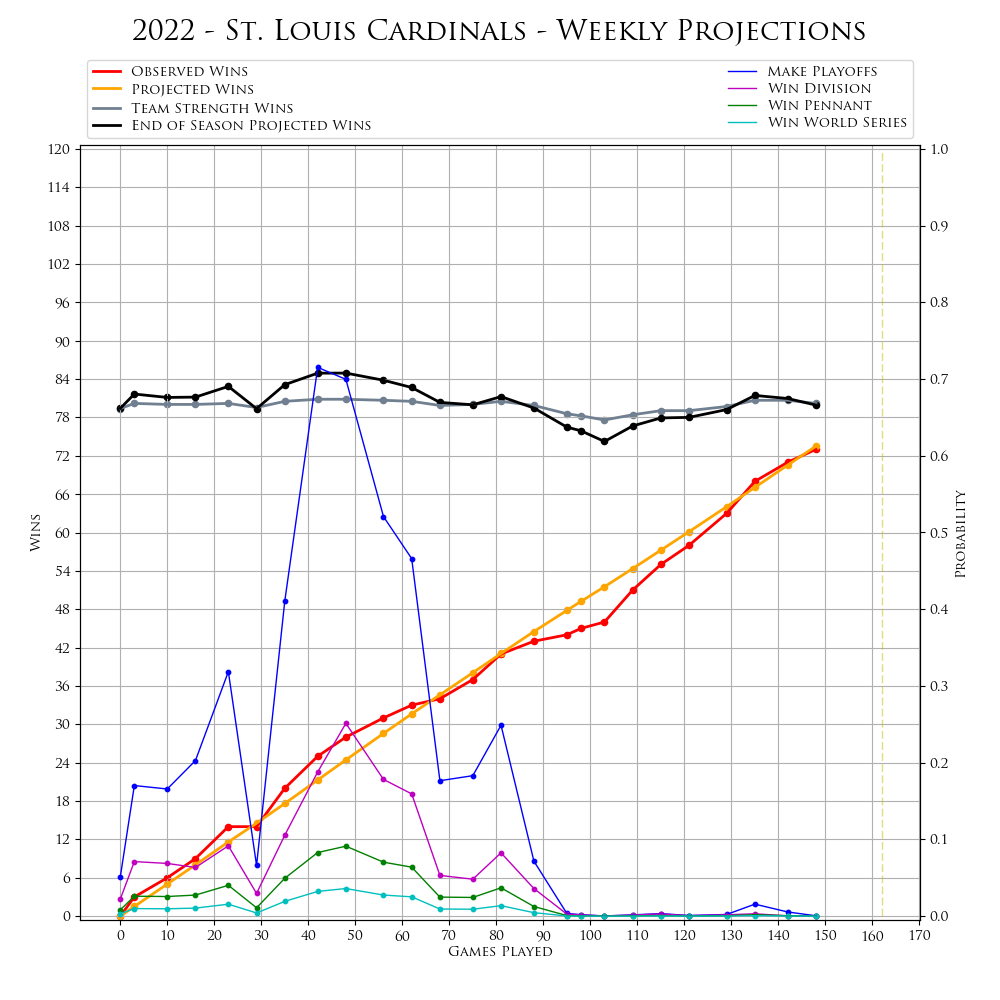 2022 - St. Louis Cardinals - Weekly Projections
Observed Wins
Projected Wins
Team Strength Wins
End of Season Projected Wins
Make Playoffs
Win Division
Win Pennant
Win World Series
120
114
108
102
96
90
84
78
72
66
60
54
48
42
36
30
24
18
12
6
0
Wins
1.0
0.9
0.8
0.7
0.6
0.5
0.4
0.3
0.2
0.1
0.0
Probability
0 10 20 30 40 50 60 70 80 90 100 110 120 130 140 150 160 170
Games Played